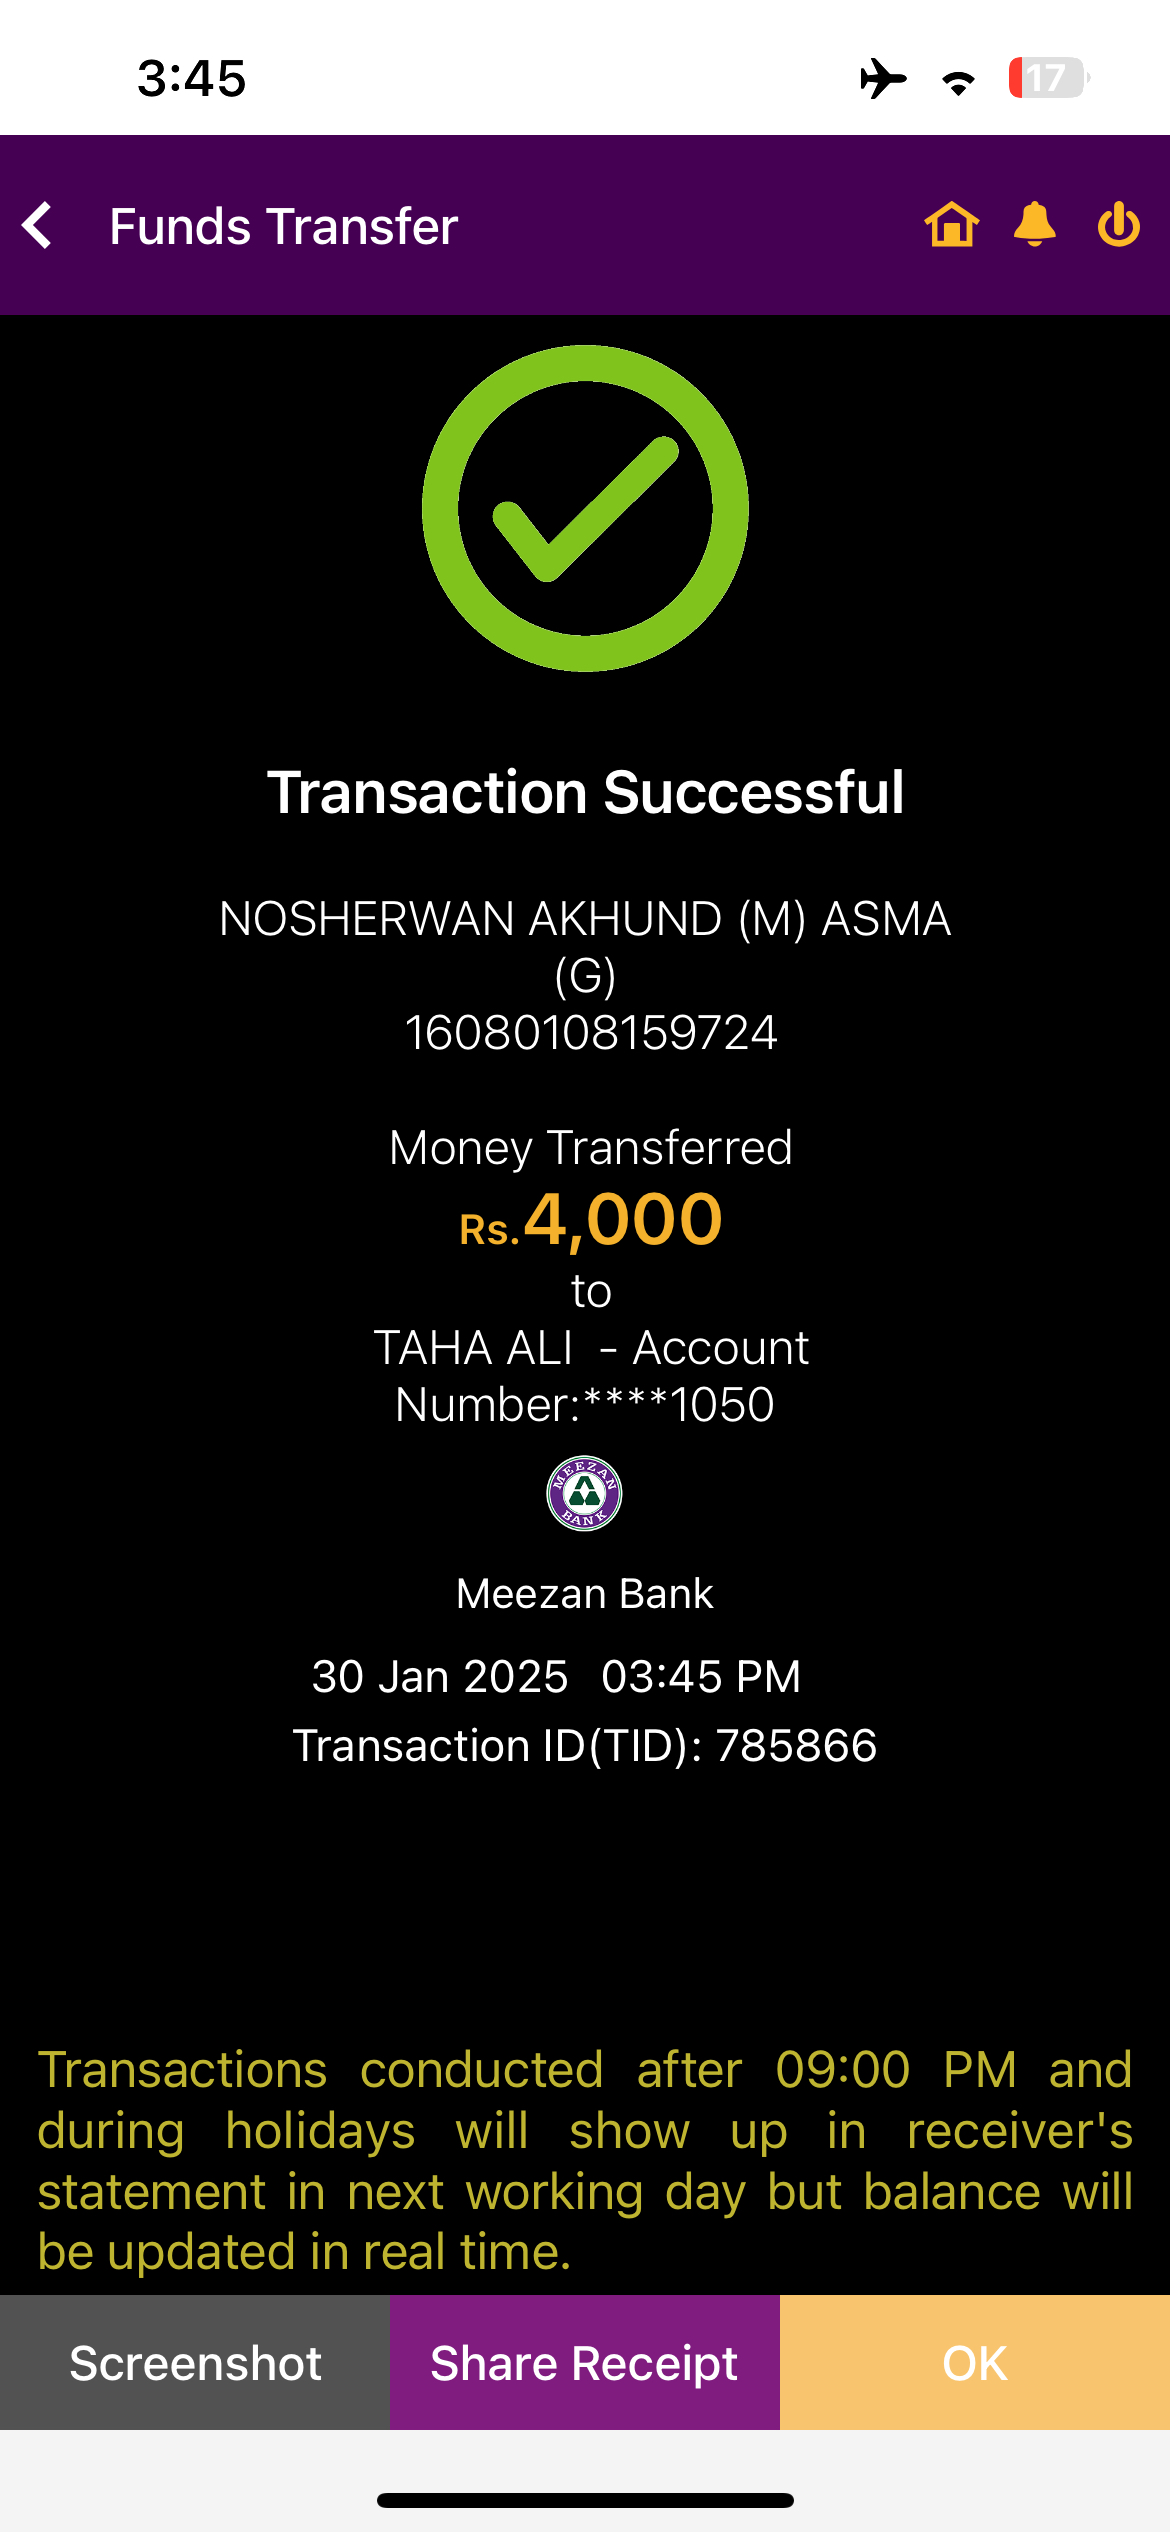 3:45
17
Funds Transfer
Transaction Successful
NOSHERWAN AKHUND (M) ASMA
(G)
16080108159724
Money Transferred
Rs.4,000
to
TAHA ALI - Account
Number:****1050
MEEZAN
BANK
Meezan Bank
30 Jan 2025 03:45 PM
Transaction ID(TID): 785866
Transactions conducted after 09:00 PM and
during holidays will show up in receiver's
statement in next working day but balance will
be updated in real time.
Screenshot
Share Receipt
OK